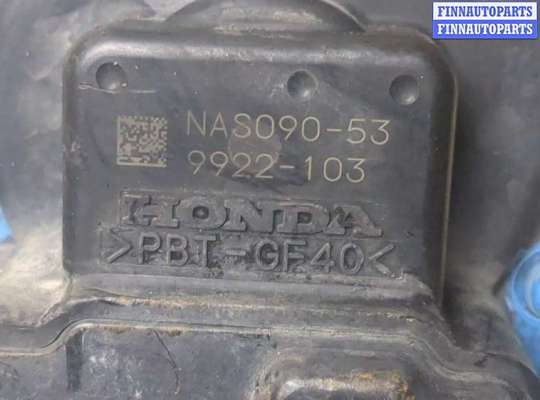 FINNAUTOPARTS
FINNAUTOPARTS
NAS090-53
9922-103
HONDA
>PBT-GF40<